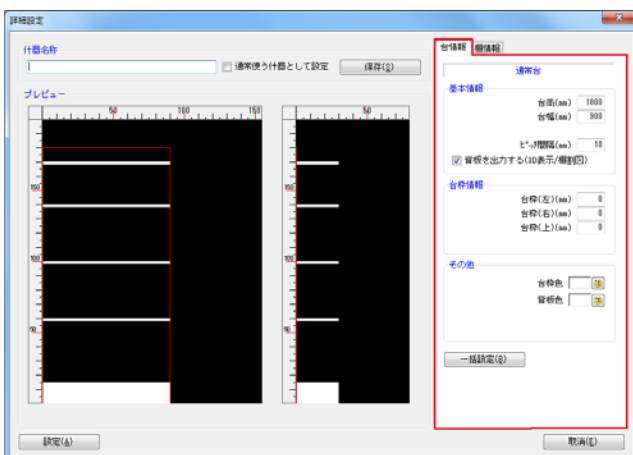 詳細設定
什器名称
通常使う什器として設定
保存(S)
プレビュー
50 100 150
150
100
50
50
150
100
50
台情報 棚情報
通常台
基本情報
台高(mm) 1800
台幅(mm) 900
ピッチ間隔(mm) 10
背板を出力する(3D表示/棚割図)
台枠情報
台枠(左)(mm) 0
台枠(右)(mm) 0
台枠(上)(mm) 0
その他
台枠色
背板色
一括設定(B)
設定(A)
取消(E)